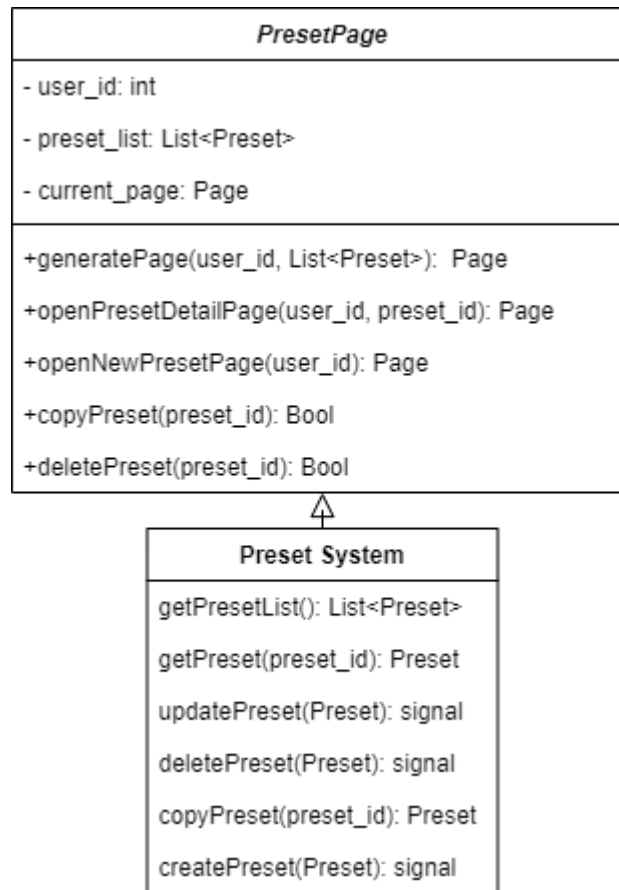 PresetPage
- user_id: int
- preset_list: List<Preset>
- current_page: Page
+generatePage(user_id, List<Preset>): Page
+openPresetDetailPage(user_id, preset_id): Page
+openNewPresetPage(user_id): Page
+copyPreset(preset_id): Bool
+deletePreset(preset_id): Bool
Preset System
getPresetList(): List<Preset>
getPreset(preset_id): Preset
updatePreset(Preset): signal
deletePreset(Preset): signal
copyPreset(preset_id): Preset
createPreset(Preset): signal